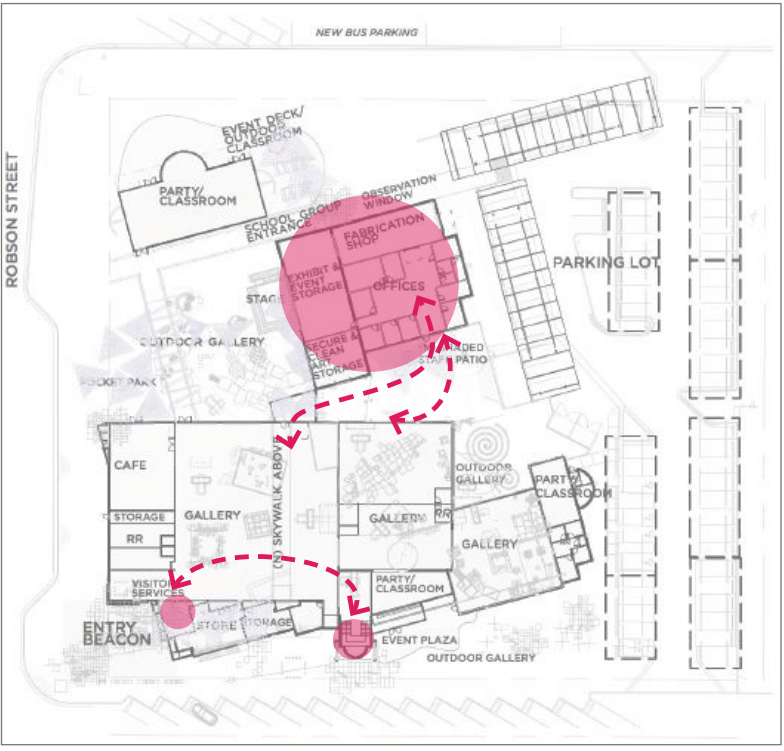 NEW BUS PARKING
ROBSON STREET
EVENT DECK/
OUTDOOR
CLASSROOM
PARTY/
CLASSROOM
SCHOOL GROUP
ENTRANCE
OBSERVATION
WINDOW
FABRICATION
SHOP
EXHIBIT &
EVENT
STORAGE
OFFICES
PARKING LOT
OUTDOOR GALLERY
SECURE &
CLEAN
ART
STORAGE
STAFF PATIO
POCKET PARK
CAFE
STORAGE
RR
GALLERY
(N) SKYWALK ABOVE
GALLERY
RR
OUTDOOR
GALLERY
PARTY/
CLASSROOM
GALLERY
VISITOR
SERVICES
PARTY/
CLASSROOM
ENTRY
BEACON
STORE
STORAGE
EVENT PLAZA
OUTDOOR GALLERY